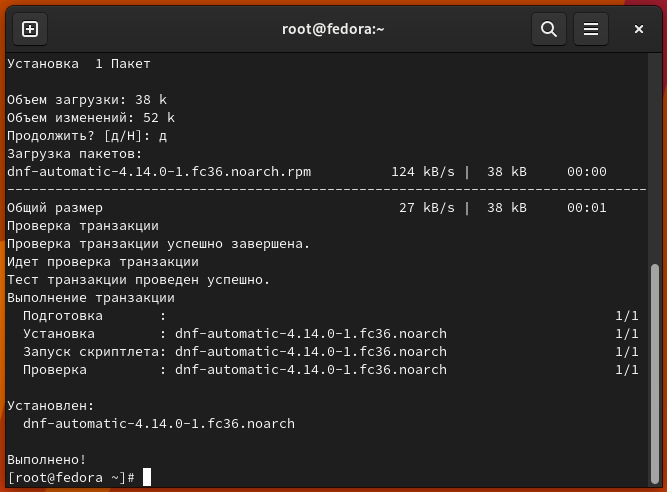 root@fedora:~
Установка  1 Пакет
Объем загрузки: 38 k
Объем изменений: 52 k
Продолжить? [д/Н]: д
Загрузка пакетов:
dnf-automatic-4.14.0-1.fc36.noarch.rpm          124 kB/s |  38 kB     00:00
--------------------------------------------------------------------------------
Общий размер                                     27 kB/s |  38 kB     00:01
Проверка транзакции
Проверка транзакции успешно завершена.
Идет проверка транзакции
Тест транзакции проведен успешно.
Выполнение транзакции
  Подготовка       :                                                        1/1
  Установка        : dnf-automatic-4.14.0-1.fc36.noarch                     1/1
  Запуск скриптлета: dnf-automatic-4.14.0-1.fc36.noarch                     1/1
  Проверка         : dnf-automatic-4.14.0-1.fc36.noarch                     1/1
Установлен:
  dnf-automatic-4.14.0-1.fc36.noarch
Выполнено!
[root@fedora ~]#